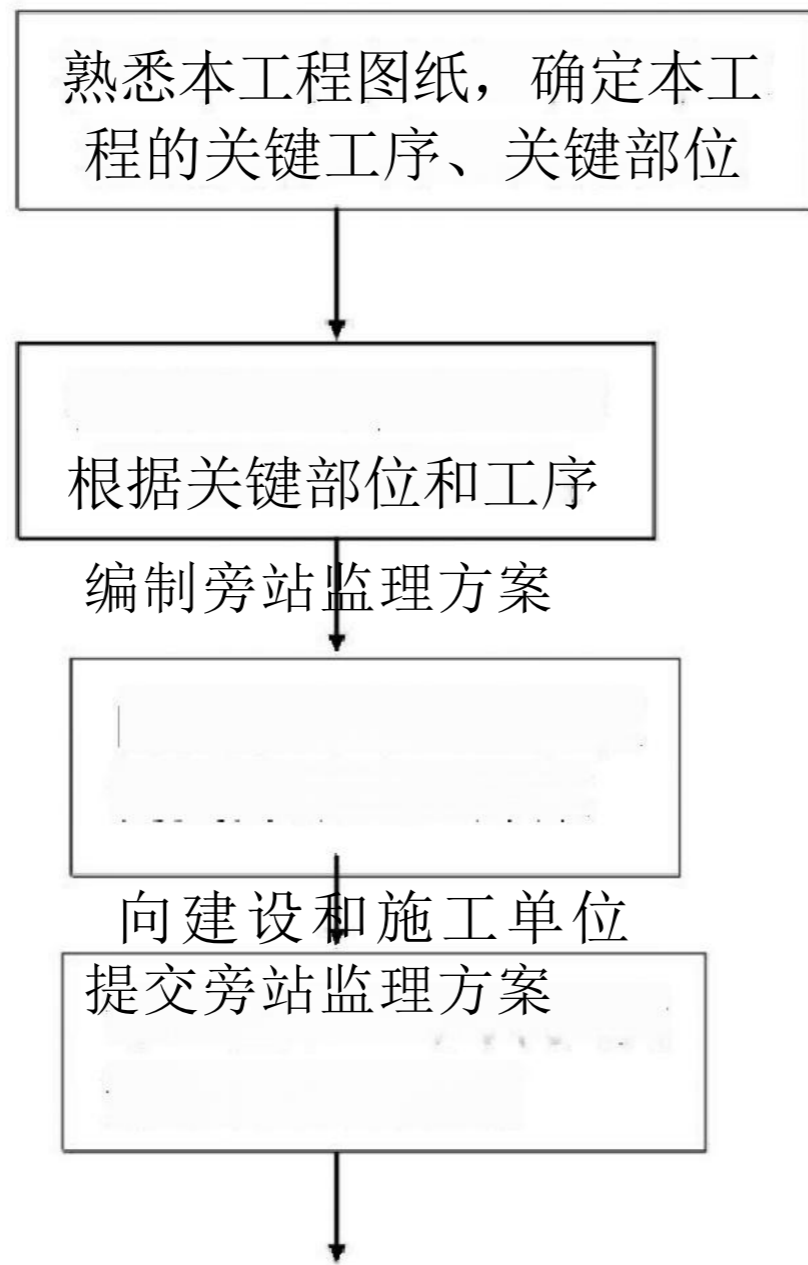 熟悉本工程图纸，确定本工
程的关键工序、关键部位
根据关键部位和工序
编制旁站监理方案
向建设和施工单位
提交旁站监理方案